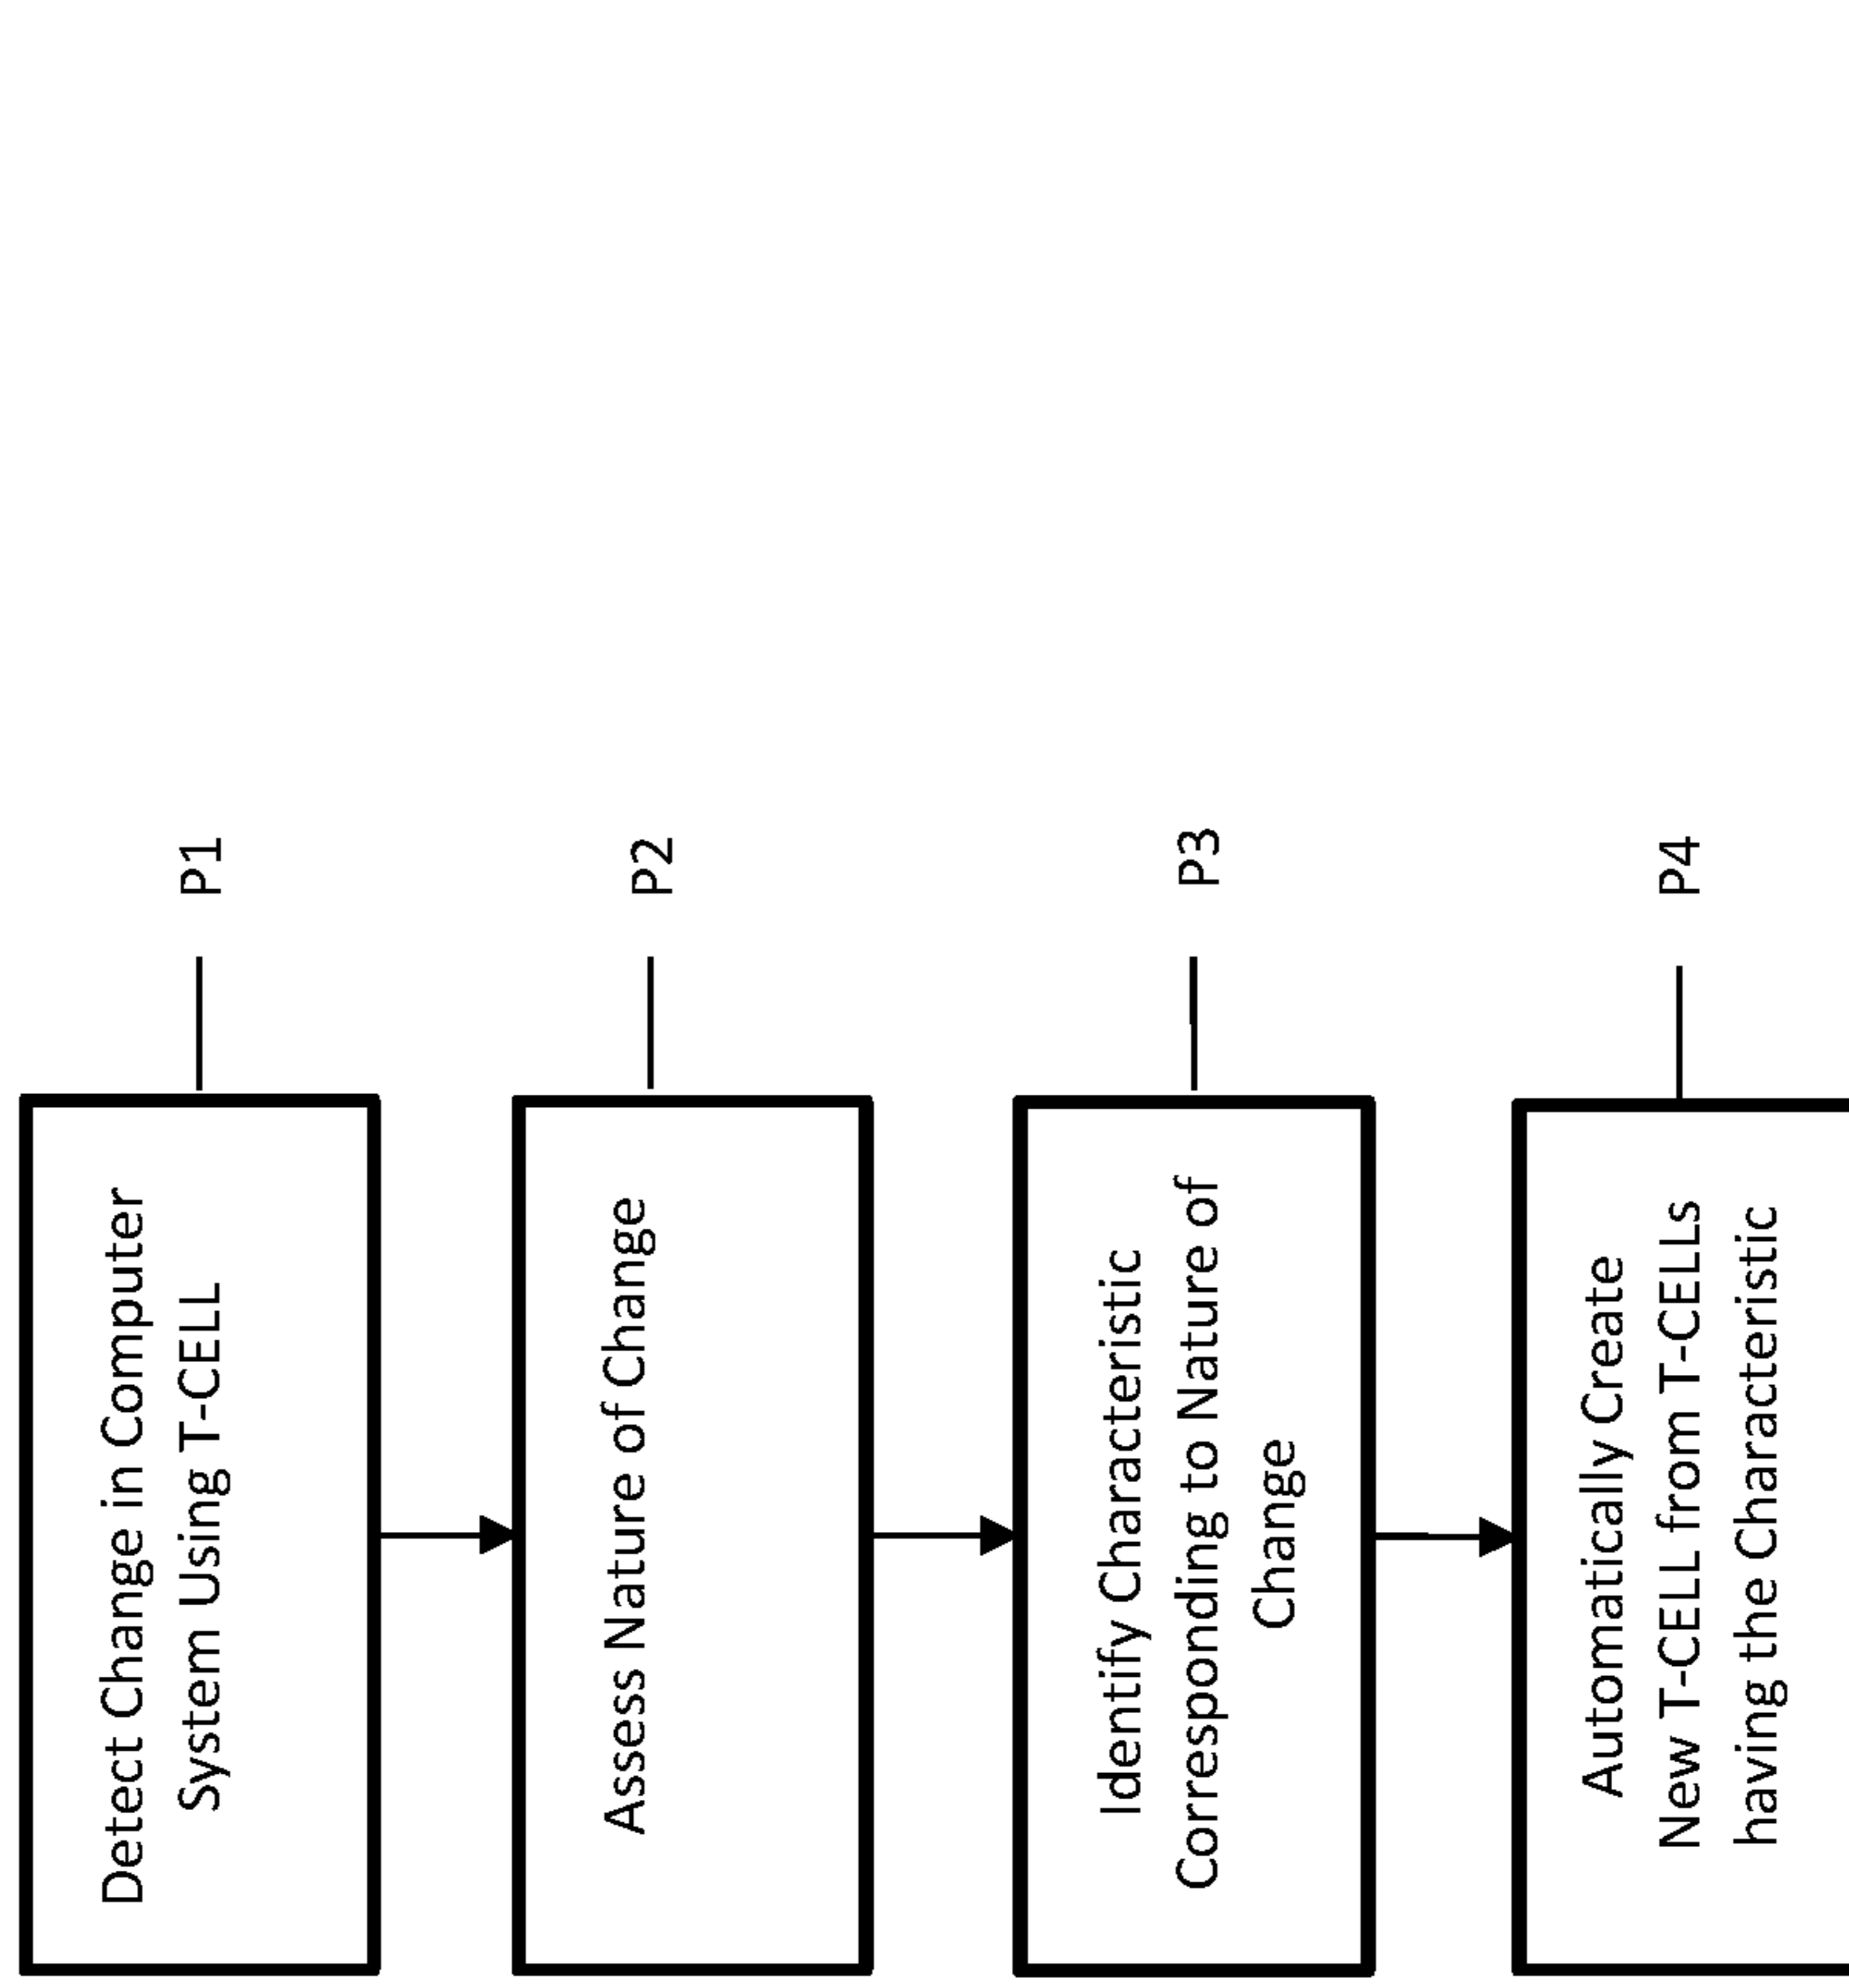 Detect Change in Computer
System Using T-CELL
P1
Assess Nature of Change
P2
Identify Characteristic
Corresponding to Nature of
Change
P3
Automatically Create
New T-CELL from T-CELLs
having the Characteristic
P4